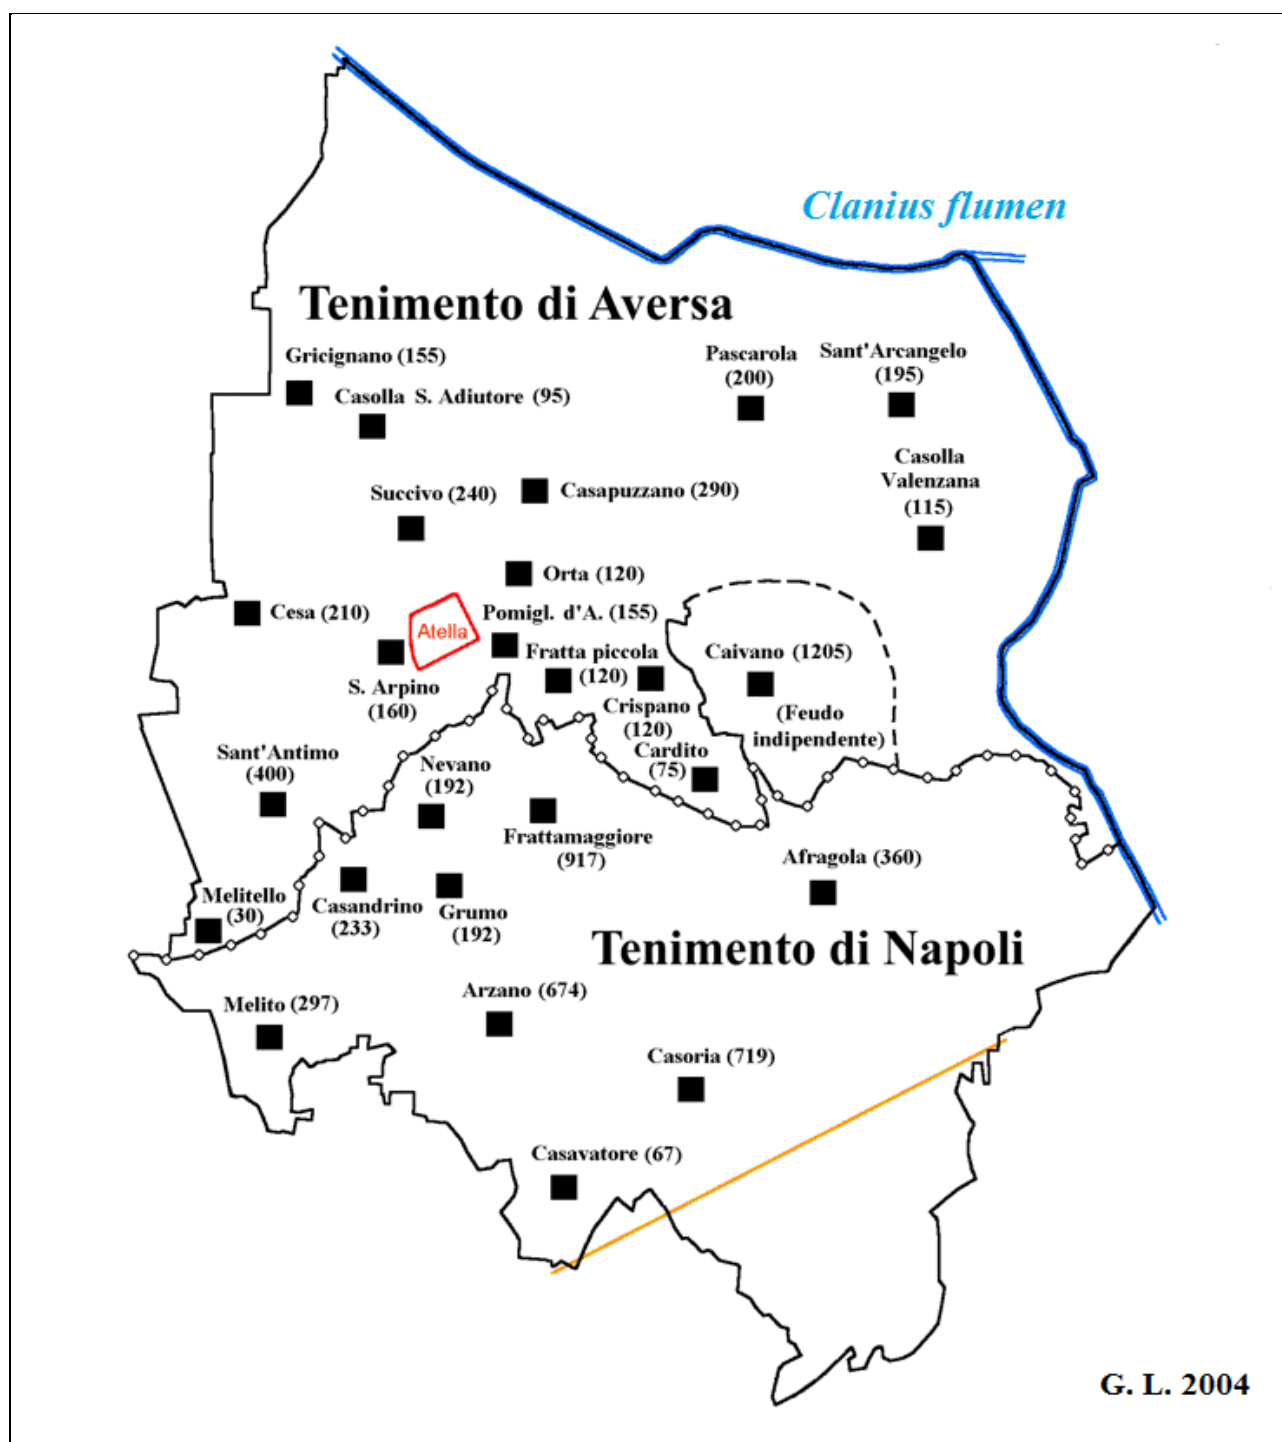 Clanius flumen
Tenimento di Aversa
Gricignano (155)
Casolla S. Adiutore (95)
Pascarola
(200)
Sant'Arcangelo
(195)
Casolla
Valenzana
(115)
Succivo (240)
Casapuzzano (290)
Orta (120)
Cesa (210)
Atella
Pomigl. d'A. (155)
Fratta piccola
(120)
Caivano (1205)
(Feudo
indipendente)
S. Arpino
(160)
Crispano
(120)
Cardito
(75)
Sant'Antimo
(400)
Nevano
(192)
Frattamaggiore
(917)
Afragola (360)
Melitello
(30)
Casandrino
(233)
Grumo
(192)
Tenimento di Napoli
Melito (297)
Arzano (674)
Casoria (719)
Casavatore (67)
G. L. 2004